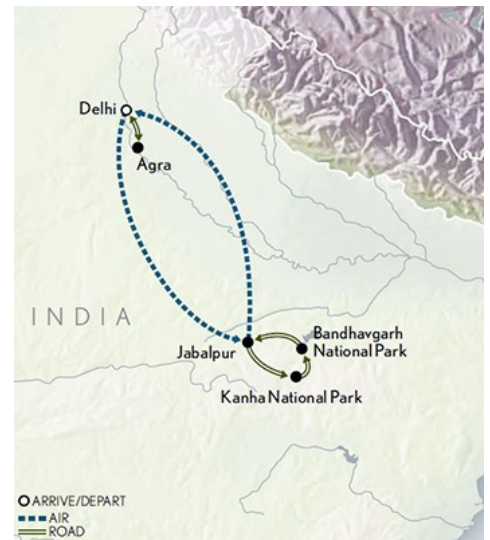 Delhi
Agra
INDIA
Bandhavgarh
National Park
Jabalpur
Kanha National Park
ARRIVE/DEPART
AIR
ROAD